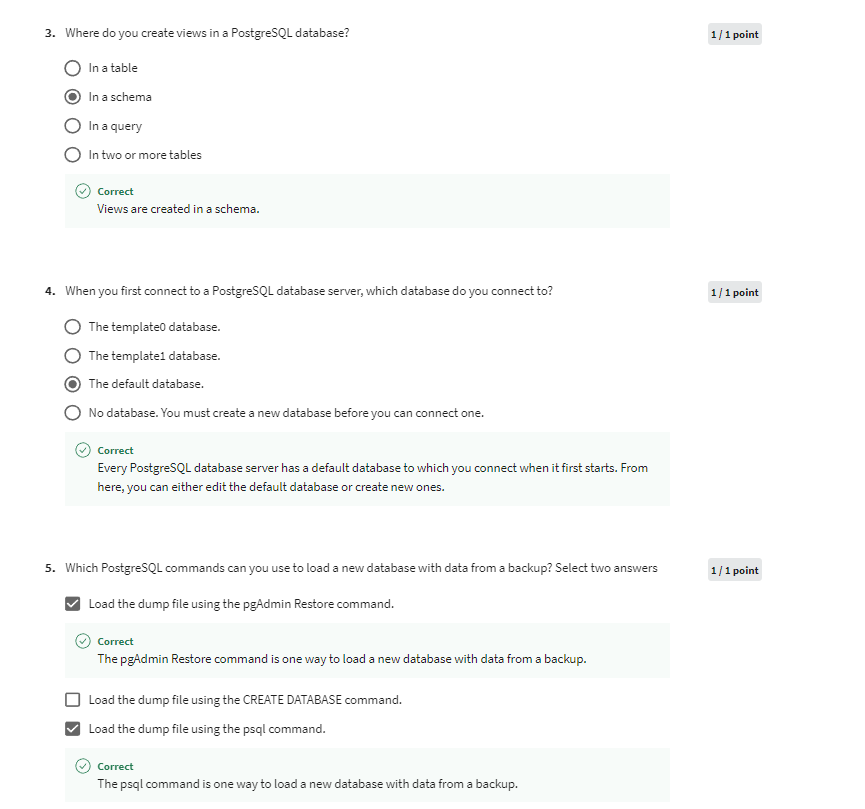 3. Where do you create views in a PostgreSQL database?
1 / 1 point
In a table
In a schema
In a query
In two or more tables
Correct
Views are created in a schema.
4. When you first connect to a PostgreSQL database server, which database do you connect to?
1 / 1 point
The template0 database.
The template1 database.
The default database.
No database. You must create a new database before you can connect one.
Correct
Every PostgreSQL database server has a default database to which you connect when it first starts. From
here, you can either edit the default database or create new ones.
5. Which PostgreSQL commands can you use to load a new database with data from a backup? Select two answers
1 / 1 point
Load the dump file using the pgAdmin Restore command.
Correct
The pgAdmin Restore command is one way to load a new database with data from a backup.
Load the dump file using the CREATE DATABASE command.
Load the dump file using the psql command.
Correct
The psql command is one way to load a new database with data from a backup.